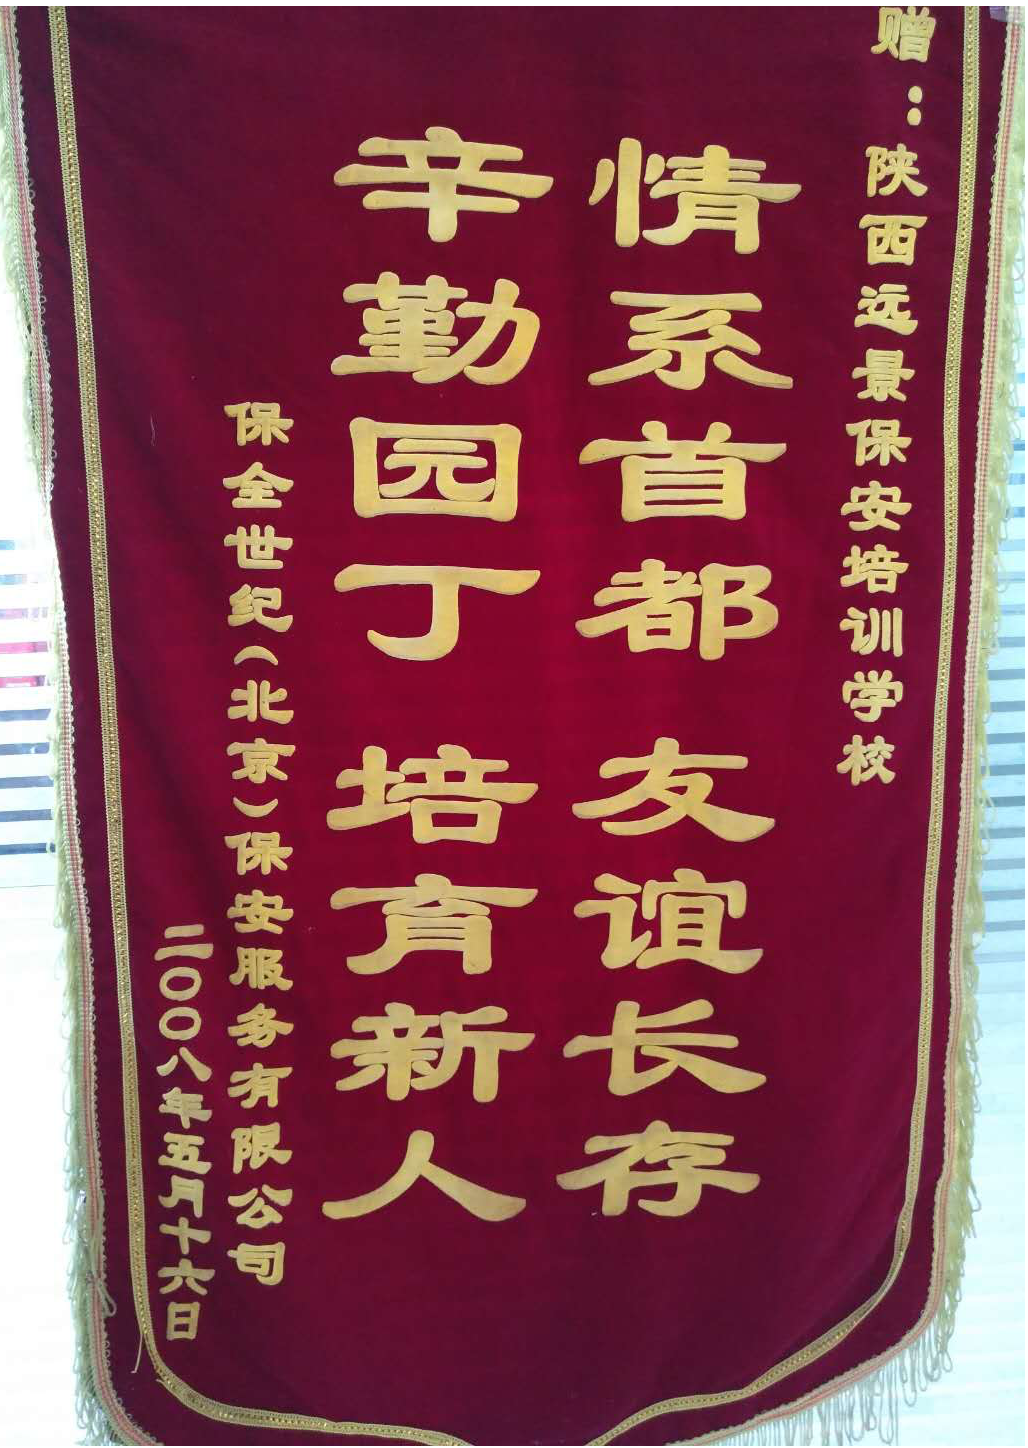 赠：陕西远景保安培训学校
情系首都 友谊长存
辛勤园丁 培育新人
保全世纪（北京）保安服务有限公司
二〇〇八年五月十六日